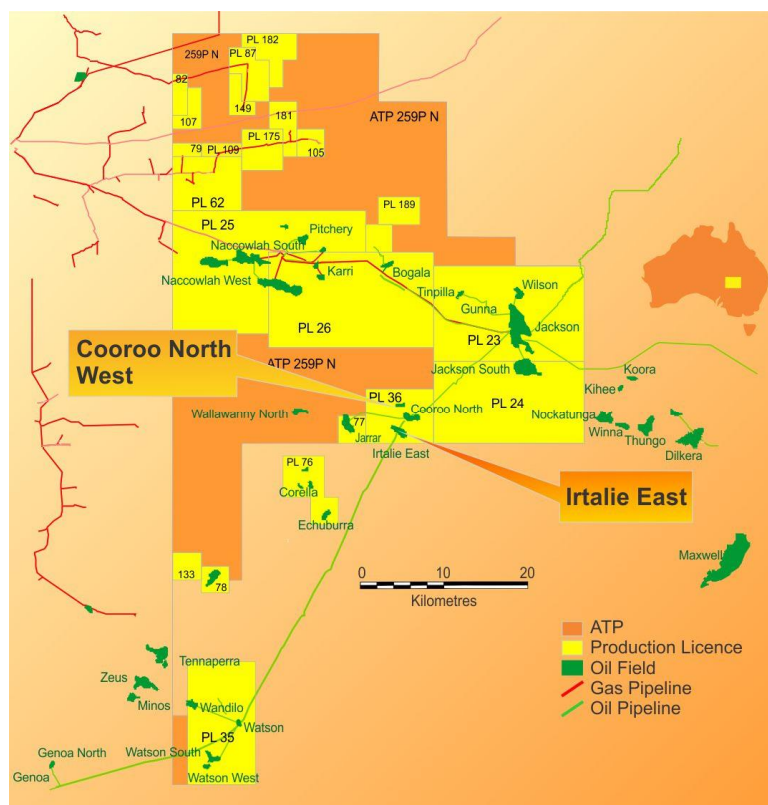 PL 182
259P N
PL 87
82
149
181
107
ATP 259P N
PL 175
79
PL 109
105
PL 62
PL 189
PL 25
Pitchery
Naccowlah South
Karri
Bogala
Naccowlah West
Tinpilla
Wilson
Gunna
Jackson
PL 26
PL 23
Cooroo North
West
ATP 259P N
Jackson South
Koora
PL 36
Kihee
Wallawanny North
Cooroo North
PL 24
Nockatunga
77
Jarrar
Winna
Thungo
Irtalie East
Dilkera
PL 76
Corella
Irtalie East
Echuburra
Maxwell
133
78
0
10
20
Kilometres
ATP
Production Licence
Oil Field
Gas Pipeline
Oil Pipeline
Tennaperra
Zeus
Minos
Wandilo
Watson
PL 35
Genoa North
Watson South
Genoa
Watson West